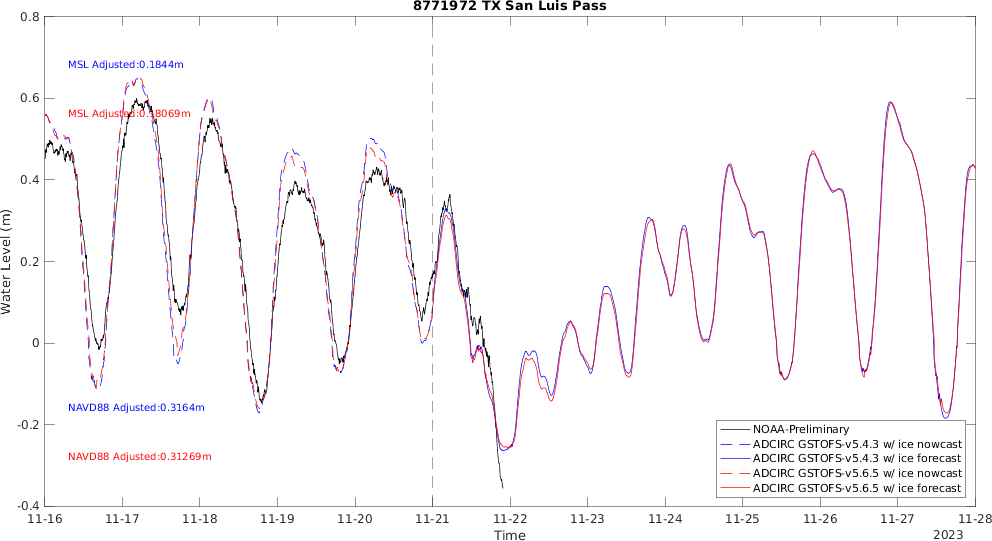 8771972 TX San Luis Pass
0.8
0.6
0.4
0.2
0
-0.2
-0.4
Water Level (m)
MSL Adjusted:0.1844m
MSL Adjusted:0.18069m
NAVD88 Adjusted:0.3164m
NAVD88 Adjusted:0.31269m
NOAA-Preliminary
ADCIRC GSTOFS-v5.4.3 w/ ice nowcast
ADCIRC GSTOFS-v5.4.3 w/ ice forecast
ADCIRC GSTOFS-v5.6.5 w/ ice nowcast
ADCIRC GSTOFS-v5.6.5 w/ ice forecast
11-16 11-17 11-18 11-19 11-20 11-21 11-22 11-23 11-24 11-25 11-26 11-27 11-28
Time
2023